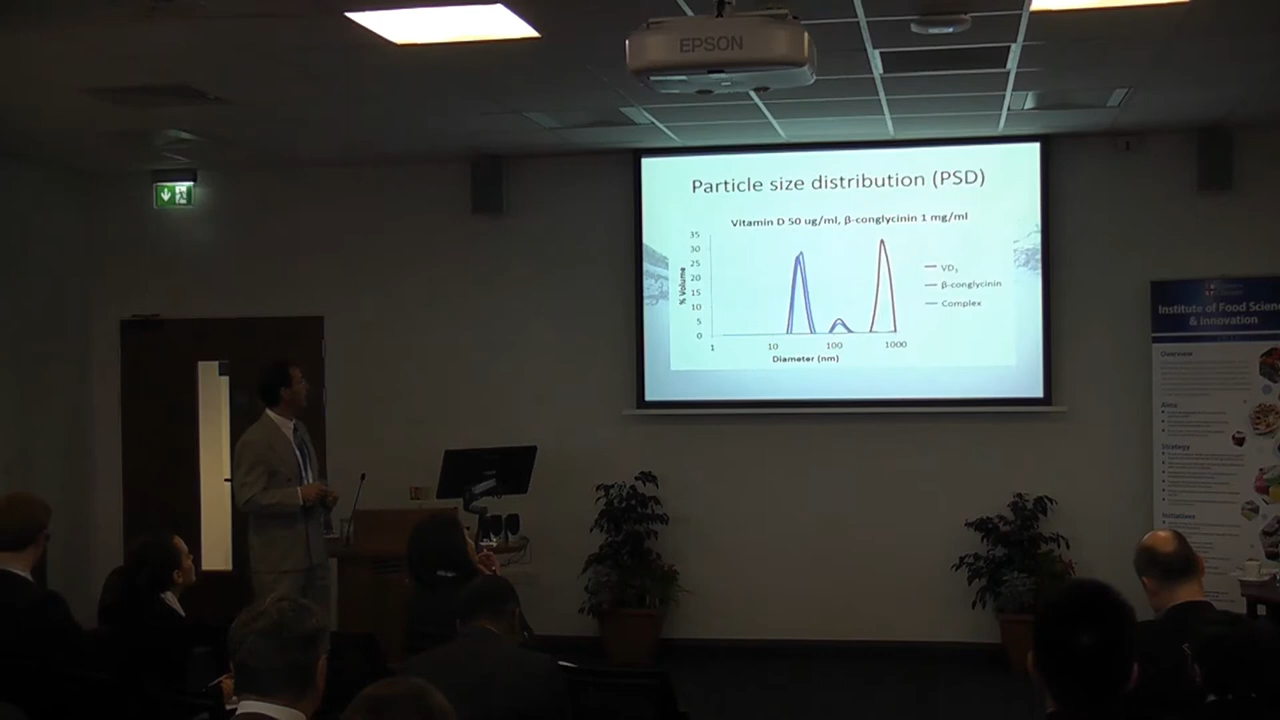 EPSON
Particle size distribution (PSD)
Vitamin D 50 ug/ml, β-conglycinin 1 mg/ml
35
30
25
20
15
10
5
0
% Volume
1
10
100
1000
Diameter (nm)
VD₃
β-conglycinin
Complex
Institute of Food Scien
& Innovation
Overview
Aims
Strategy
Initiatives